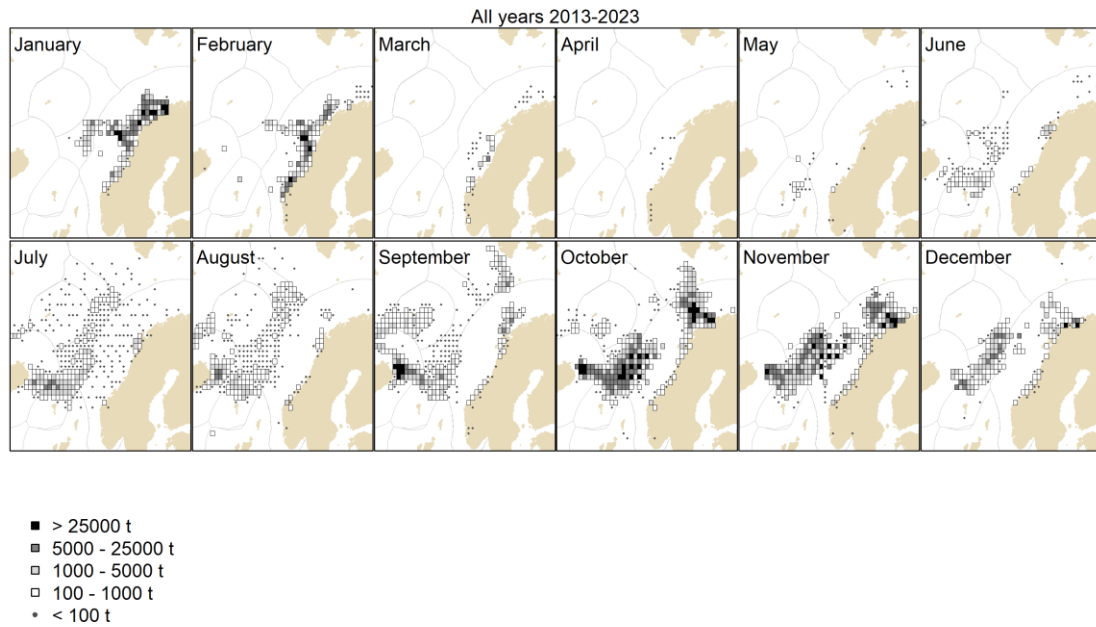 All years 2013-2023
January
February
March
April
May
June
July
August
September
October
November
December
> 25000 t
5000 - 25000 t
1000 - 5000 t
100 - 1000 t
< 100 t